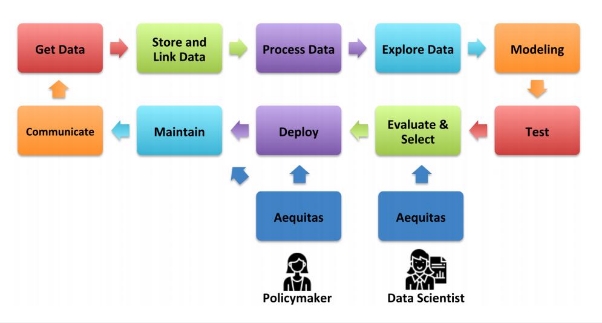 Get Data
Store and
Link Data
Process Data
Explore Data
Modeling
Communicate
Maintain
Deploy
Evaluate &
Select
Test
Aequitas
Aequitas
Policymaker
Data Scientist